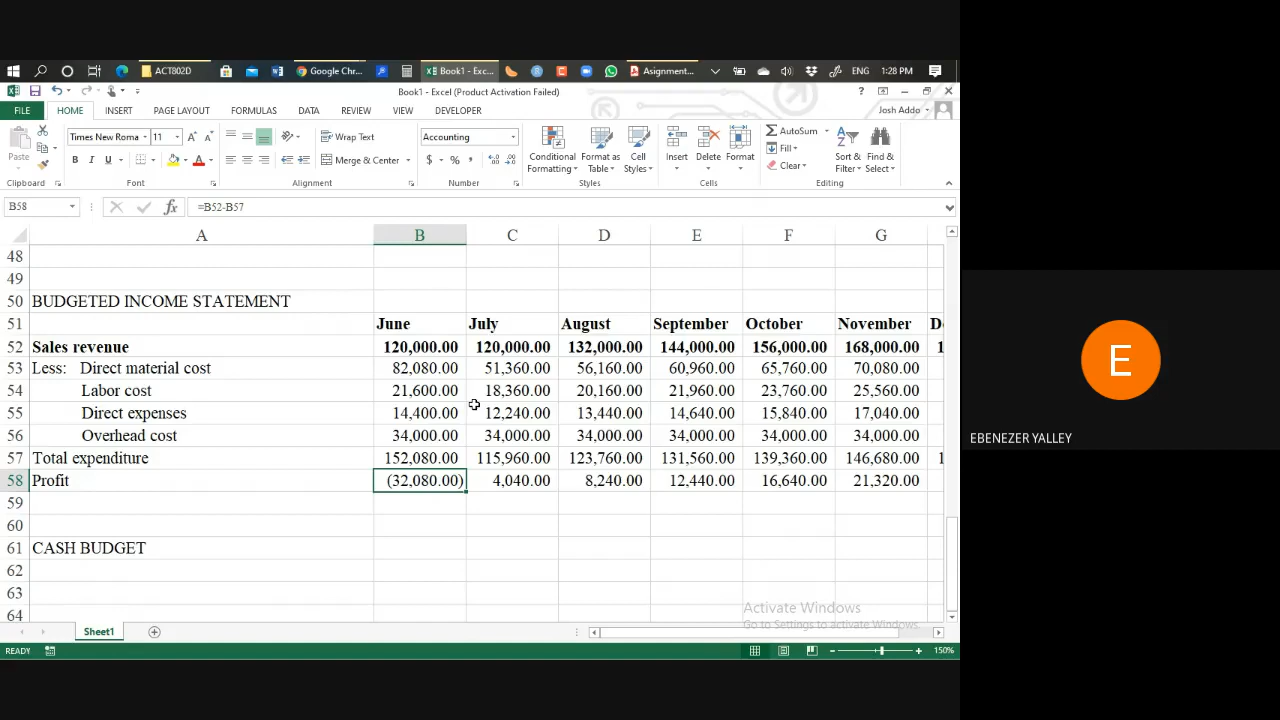 ACT802D
Google Chr...
Book1 - Exc...
Asignment...
ENG
1:28 PM
Book1 - Excel (Product Activation Failed)
FILE HOME INSERT PAGE LAYOUT FORMULAS DATA REVIEW VIEW DEVELOPER
Josh Addo
Paste
Times New Roma 11
B I U
Wrap Text
Merge & Center
Accounting
$ % ,
Conditional Formatting
Format as Table
Cell Styles
Insert Delete Format
AutoSum
Fill
Clear
Sort & Filter
Find & Select
Clipboard Font Alignment Number Styles Cells Editing
B58 fx =B52-B57
A B C D E F G
48
49
50 BUDGETED INCOME STATEMENT
51 June July August September October November D
52 Sales revenue 120,000.00 120,000.00 132,000.00 144,000.00 156,000.00 168,000.00 1
53 Less: Direct material cost 82,080.00 51,360.00 56,160.00 60,960.00 65,760.00 70,080.00
54 Labor cost 21,600.00 18,360.00 20,160.00 21,960.00 23,760.00 25,560.00
55 Direct expenses 14,400.00 12,240.00 13,440.00 14,640.00 15,840.00 17,040.00
56 Overhead cost 34,000.00 34,000.00 34,000.00 34,000.00 34,000.00 34,000.00
57 Total expenditure 152,080.00 115,960.00 123,760.00 131,560.00 139,360.00 146,680.00 1
58 Profit (32,080.00) 4,040.00 8,240.00 12,440.00 16,640.00 21,320.00
59
60
61 CASH BUDGET
62
63
64
Activate Windows
Go to Settings to activate Windows.
Sheet1
READY
150%
E
EBENEZER YALLEY